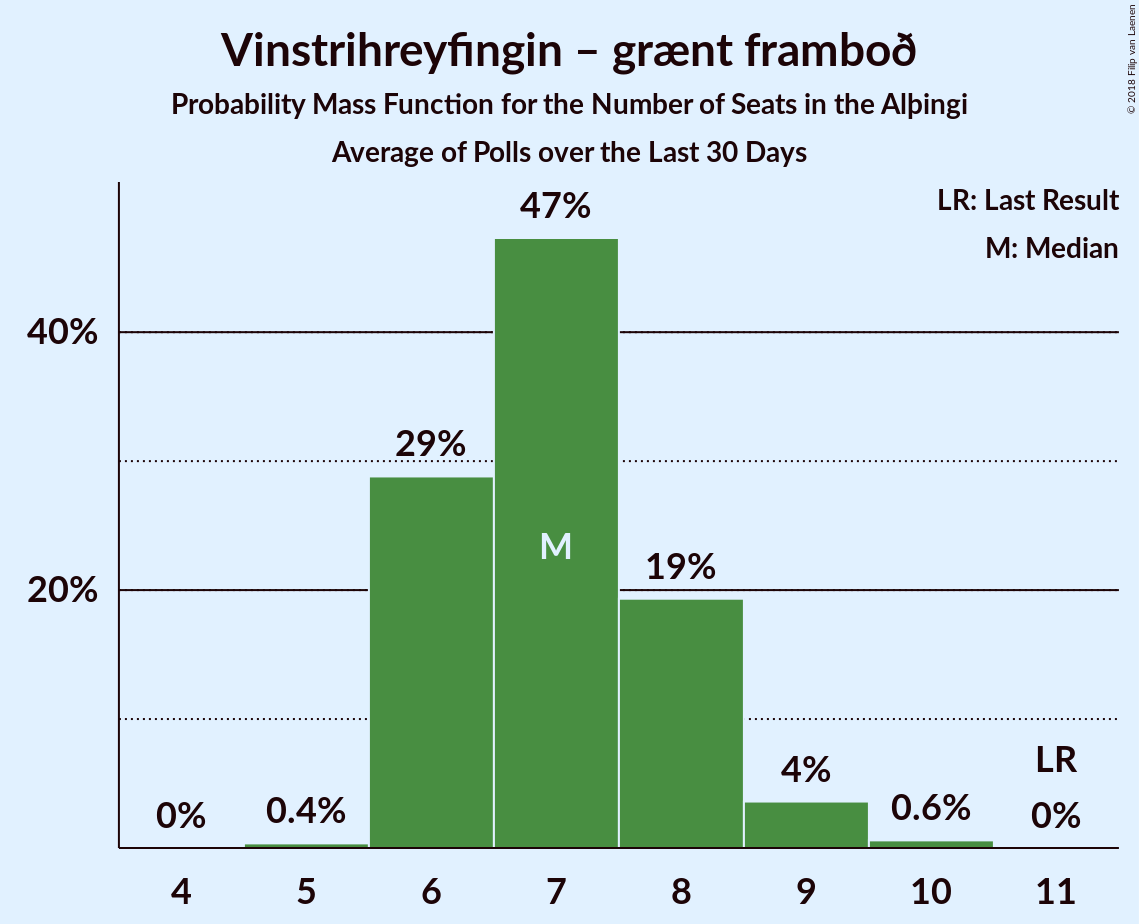 Vinstrihreyfingin – grænt framboð
Probability Mass Function for the Number of Seats in the Alþingi
Average of Polls over the Last 30 Days
© 2018 Filip van Laenen
LR: Last Result
M: Median
47%
40%
29%
M
19%
20%
LR
4%
0%
0.4%
0.6%
0%
4 5 6 7 8 9 10 11